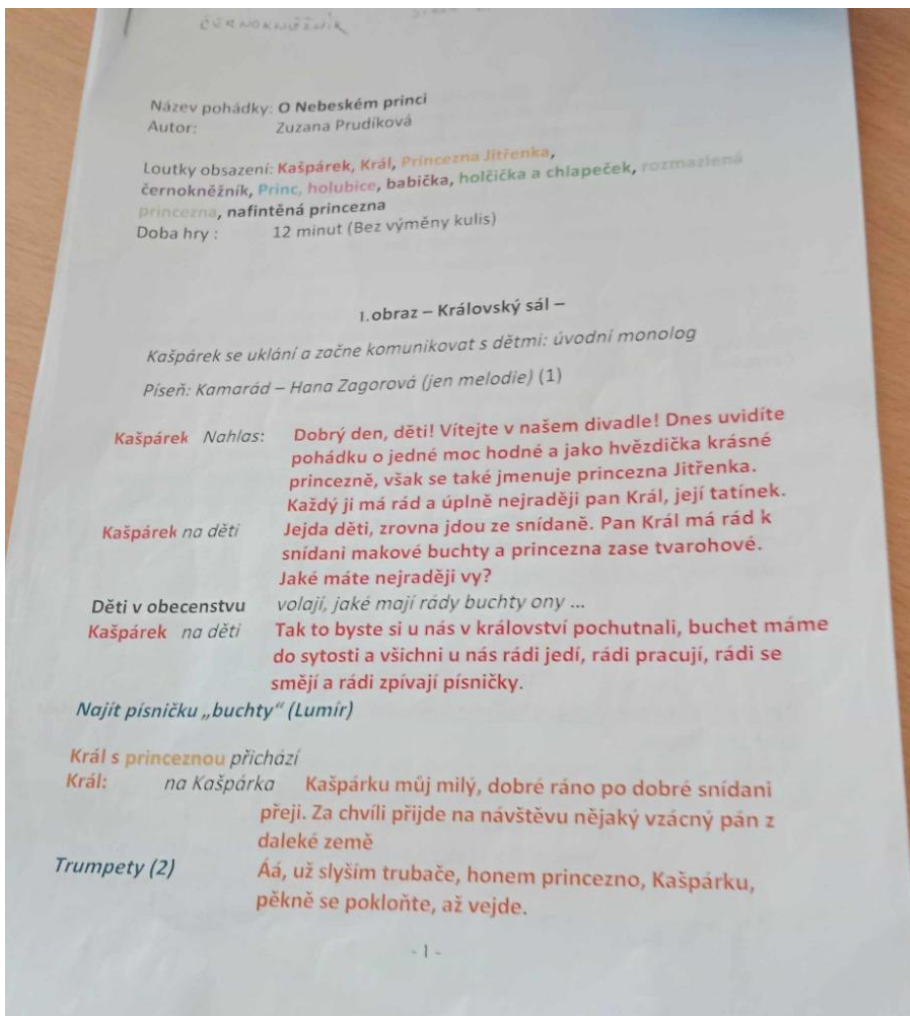 ČERNOKNĚŽNÍK
Název pohádky: O Nebeském princi
Autor: Zuzana Prudíková
Loutky obsazení: Kašpárek, Král, Princezna Jitřenka,
černokněžník, Princ, holubice, babička, holčička a chlapeček, rozmazlená
princezna, nafintěná princezna
Doba hry : 12 minut (Bez výměny kulis)
I.obraz – Královský sál –
Kašpárek se uklání a začne komunikovat s dětmi: úvodní monolog
Píseň: Kamarád – Hana Zagorová (jen melodie) (1)
Kašpárek Nahlas: Dobrý den, děti! Vítejte v našem divadle! Dnes uvidíte
pohádku o jedné moc hodné a jako hvězdička krásné
princezně, však se také jmenuje princezna Jitřenka.
Každý ji má rád a úplně nejraději pan Král, její tatínek.
Kašpárek na děti Jejda děti, zrovna jdou ze snídaně. Pan Král má rád k
snídani makové buchty a princezna zase tvarohové.
Jaké máte nejraději vy?
Děti v obecenstvu volají, jaké mají rády buchty ony ...
Kašpárek na děti Tak to byste si u nás v království pochutnali, buchet máme
do sytosti a všichni u nás rádi jedí, rádi pracují, rádi se
smějí a rádi zpívají písničky.
Najít písničku „buchty“ (Lumír)
Král s princeznou přichází
Král: na Kašpárka Kašpárku můj milý, dobré ráno po dobré snídani
přeji. Za chvíli přijde na návštěvu nějaký vzácný pán z
daleké země
Trumpety (2) Áá, už slyším trubače, honem princezno, Kašpárku,
pěkně se pokloňte, až vejde.
- 1 -